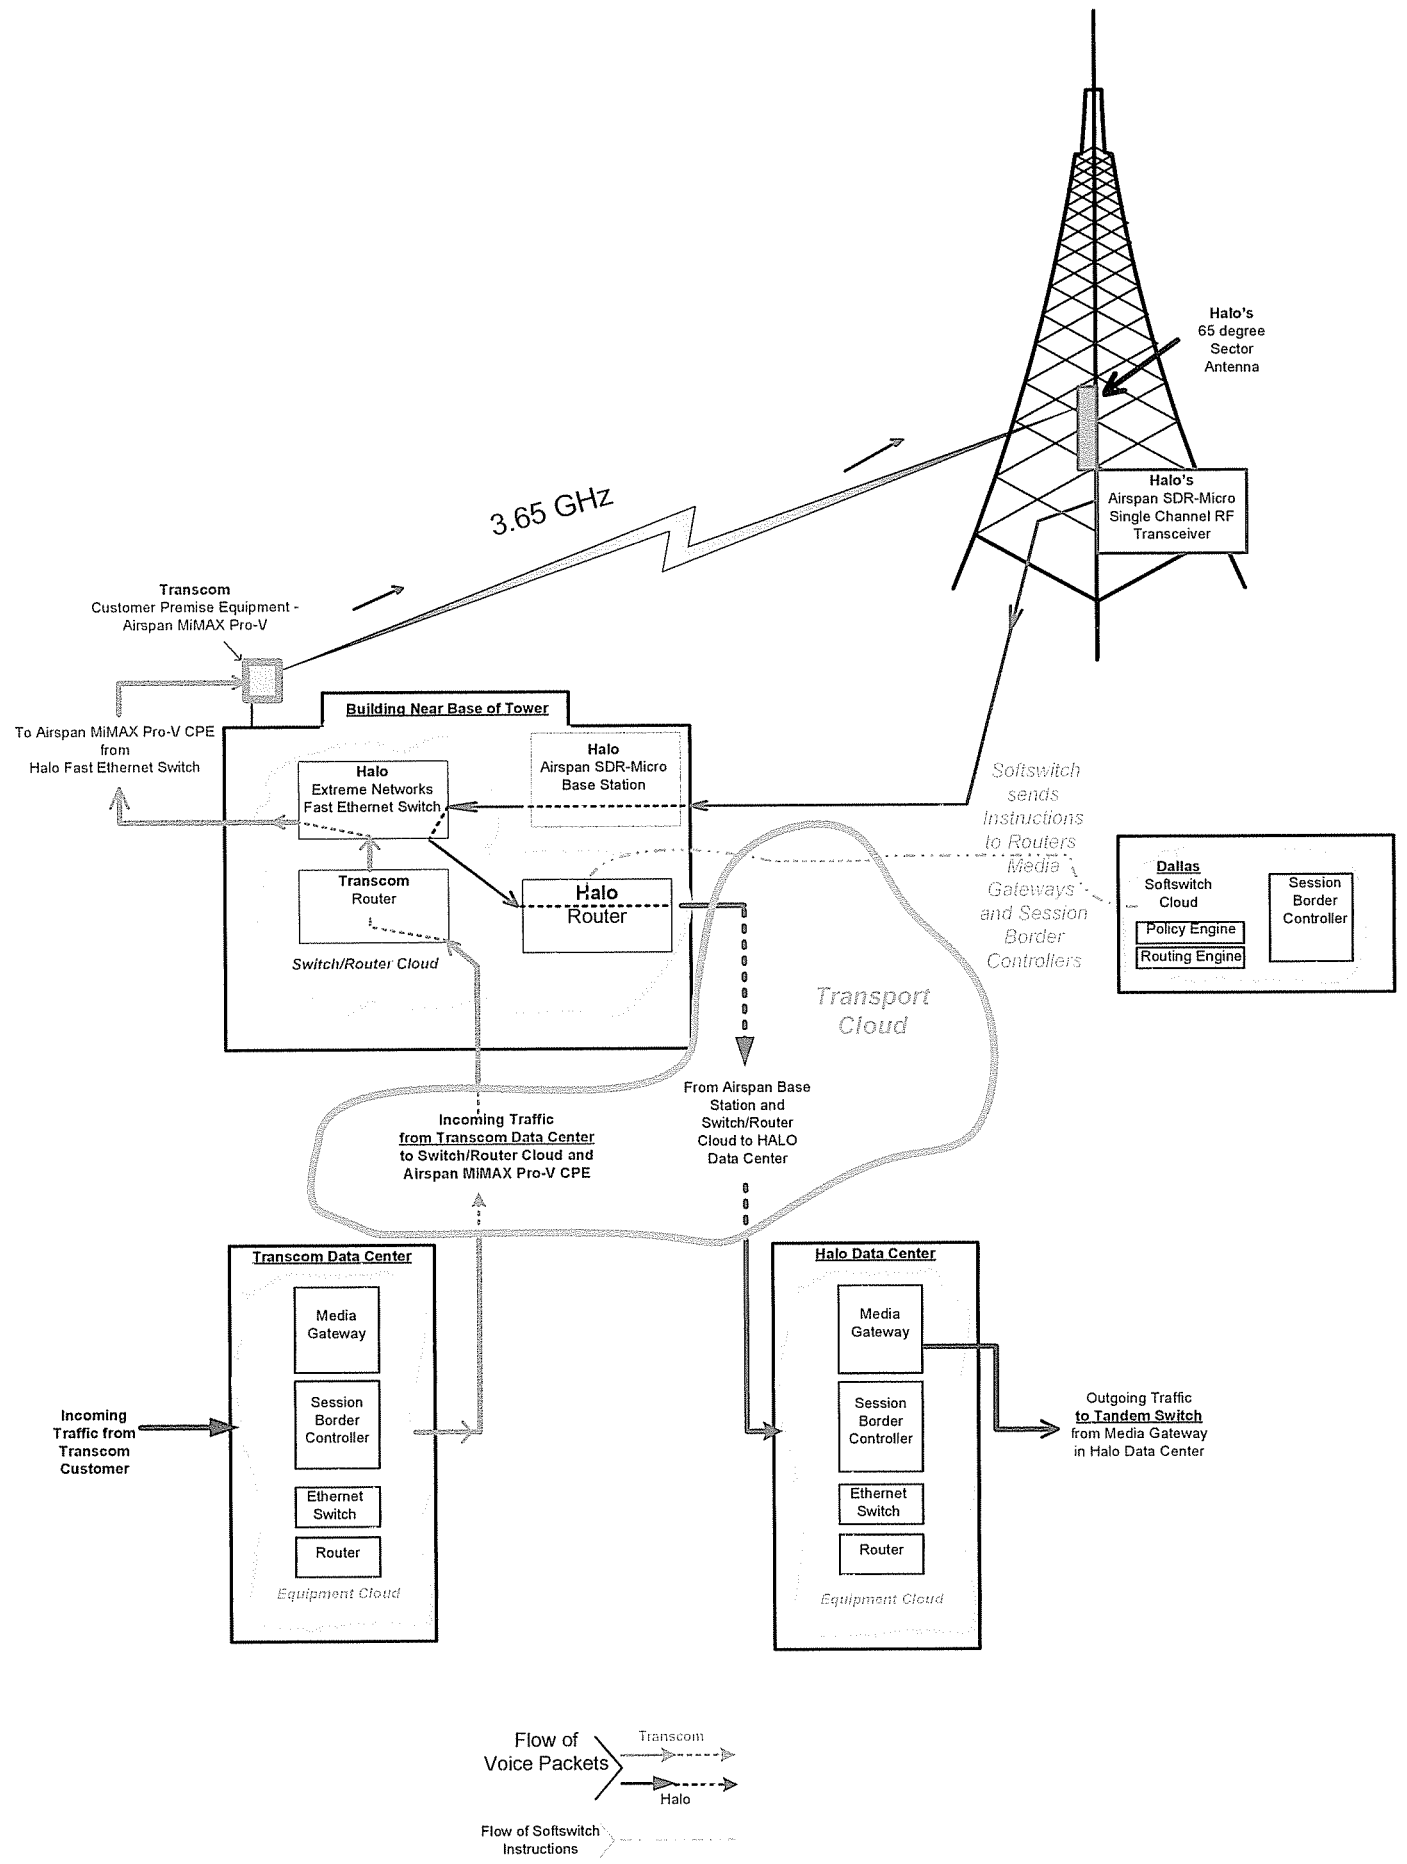 Halo's
65 degree
Sector
Antenna
Halo's
Airspan SDR-Micro
Single Channel RF
Transceiver
3.65 GHz
Transcom
Customer Premise Equipment -
Airspan MiMAX Pro-V
To Airspan MiMAX Pro-V CPE
from
Halo Fast Ethernet Switch
Building Near Base of Tower
Halo
Extreme Networks
Fast Ethernet Switch
Halo
Airspan SDR-Micro
Base Station
Transcom
Router
Halo
Router
Switch/Router Cloud
Softswitch
sends
Instructions
to Routers
Media
Gateways
and Session
Border
Controllers
Dallas
Softswitch
Cloud
Policy Engine
Routing Engine
Session
Border
Controller
Transport
Cloud
Incoming Traffic
from Transcom Data Center
to Switch/Router Cloud and
Airspan MiMAX Pro-V CPE
From Airspan Base
Station and
Switch/Router
Cloud to HALO
Data Center
Transcom Data Center
Media
Gateway
Session
Border
Controller
Ethernet
Switch
Router
Equipment Cloud
Incoming
Traffic from
Transcom
Customer
Halo Data Center
Media
Gateway
Session
Border
Controller
Ethernet
Switch
Router
Equipment Cloud
Outgoing Traffic
to Tandem Switch
from Media Gateway
in Halo Data Center
Flow of
Voice Packets
Transcom
Halo
Flow of Softswitch
Instructions